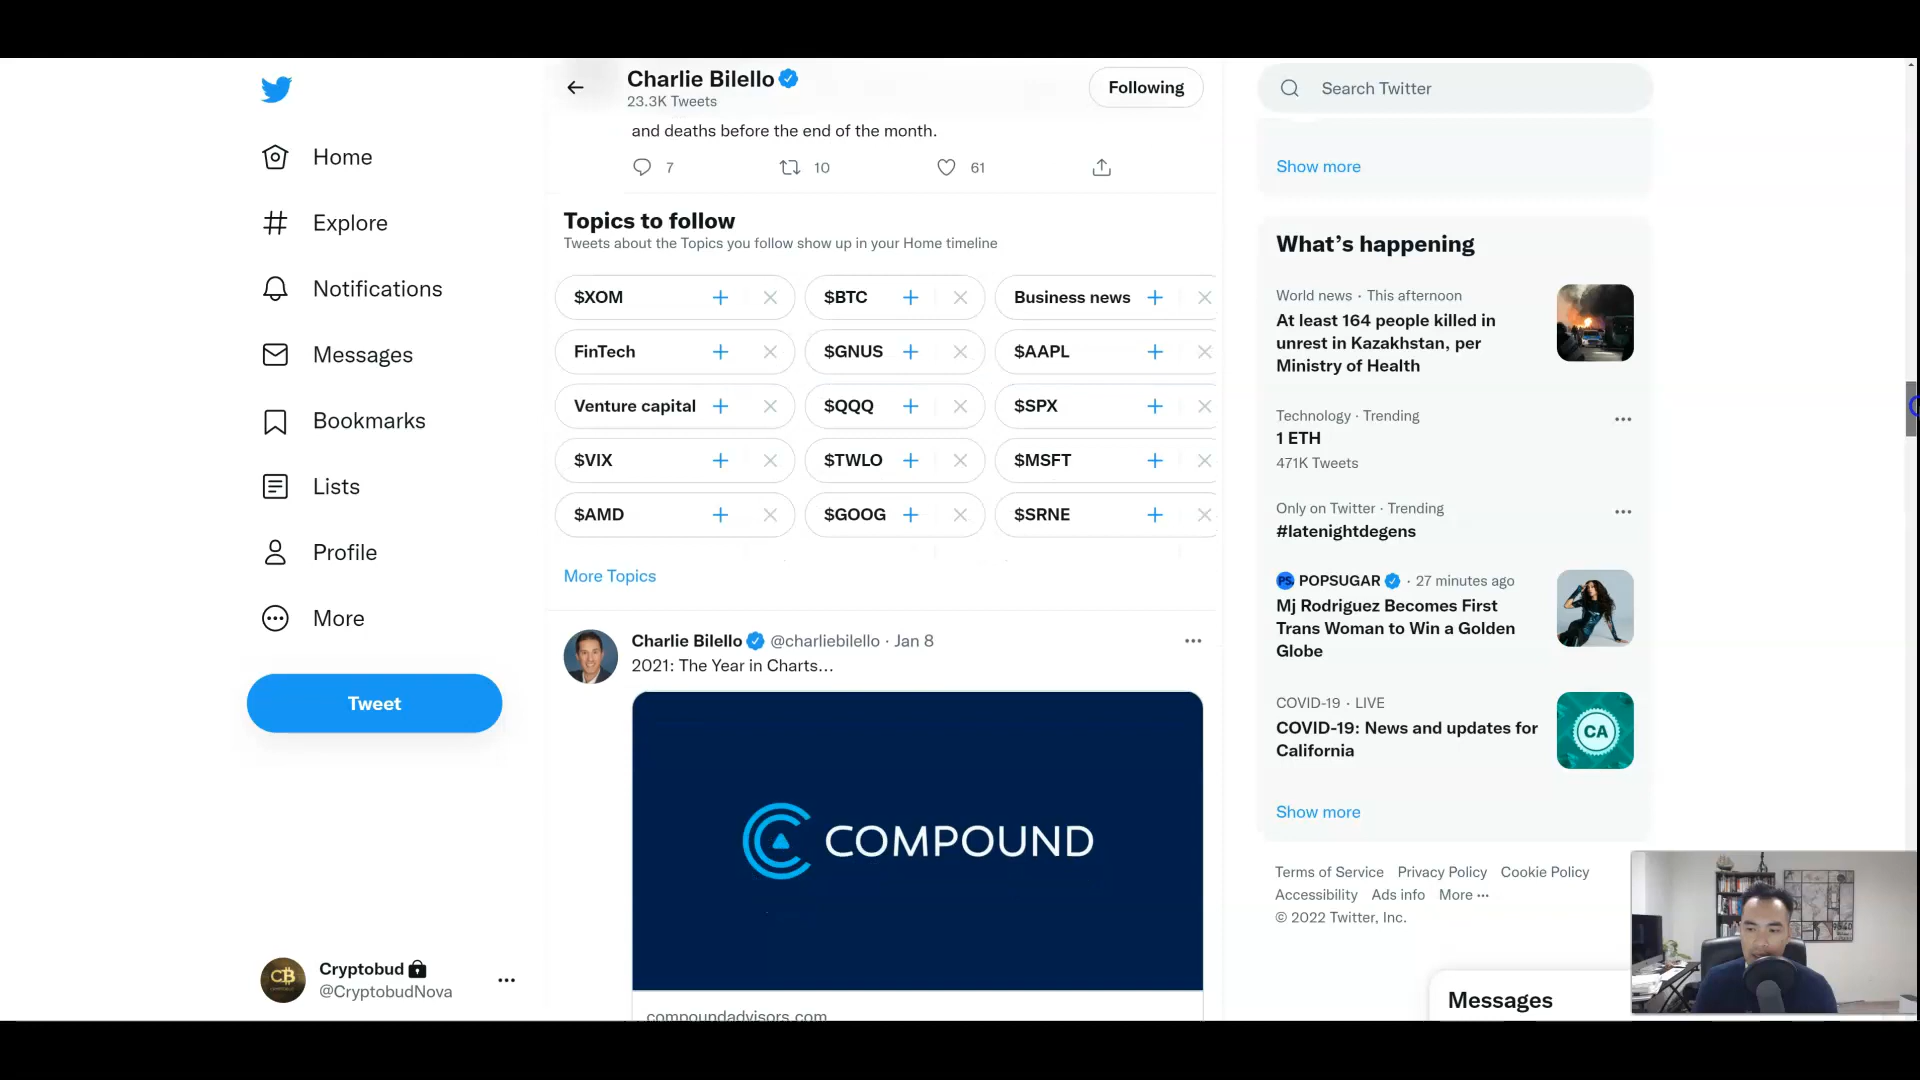 Home
Explore
Notifications
Messages
Bookmarks
Lists
Profile
More
Tweet
Cryptobud
@CryptobudNova
Charlie Bilello
23.3K Tweets
Following
and deaths before the end of the month.
7 10 61
Topics to follow
Tweets about the Topics you follow show up in your Home timeline
$XOM $BTC Business news
FinTech $GNUS $AAPL
Venture capital $QQQ $SPX
$VIX $TWLO $MSFT
$AMD $GOOG $SRNE
More Topics
Charlie Bilello @charliebilello · Jan 8
2021: The Year in Charts…
COMPOUND
compoundadvisors.com
Search Twitter
Show more
What's happening
World news · This afternoon
At least 164 people killed in
unrest in Kazakhstan, per
Ministry of Health
Technology · Trending
1 ETH
471K Tweets
Only on Twitter · Trending
#latenightdegens
PS POPSUGAR · 27 minutes ago
Mj Rodriguez Becomes First
Trans Woman to Win a Golden
Globe
COVID-19 · LIVE
COVID-19: News and updates for
California
CA
Show more
Terms of Service Privacy Policy Cookie Policy
Accessibility Ads info More ···
© 2022 Twitter, Inc.
Messages